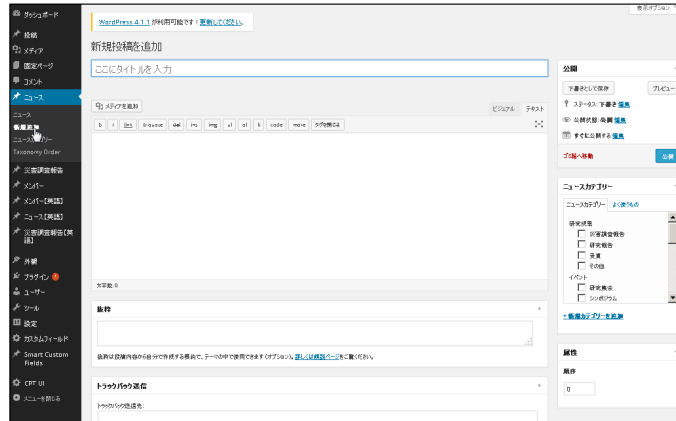 ダッシュボード
投稿
メディア
固定ページ
コメント
ニュース
ニュース
新規追加
Taxonomy Order
災害調査報告
メンバー
メンバー[英語]
ニュース[英語]
災害調査報告[英語]
外観
プラグイン
ユーザー
ツール
設定
カスタムフィールド
Smart Custom Fields
CPT UI
メニューを閉じる
表示オプション
WordPress 4.1.1 が利用可能です ! 更新してください。
新規投稿を追加
ここにタイトルを入力
メディアを追加
ビジュアル テキスト
b i link b-quote del ins img ul ol li code more タグを閉じる
文字数: 0
抜粋
抜粋は投稿内容から自分で作成する要約で、テーマの中で使用できます (オプション)。詳しくは解説ページをご覧ください。
トラックバック送信
トラックバック送信先:
公開
下書きとして保存 プレビュー
ステータス: 下書き 編集
公開状態: 公開 編集
すぐに公開する 編集
ゴミ箱へ移動 公開
ニュースカテゴリー
ニュースカテゴリー よく使うもの
研究成果
災害調査報告
研究報告
受賞
その他
イベント
研究集会
シンポジウム
+ 新規カテゴリーを追加
属性
順序
0